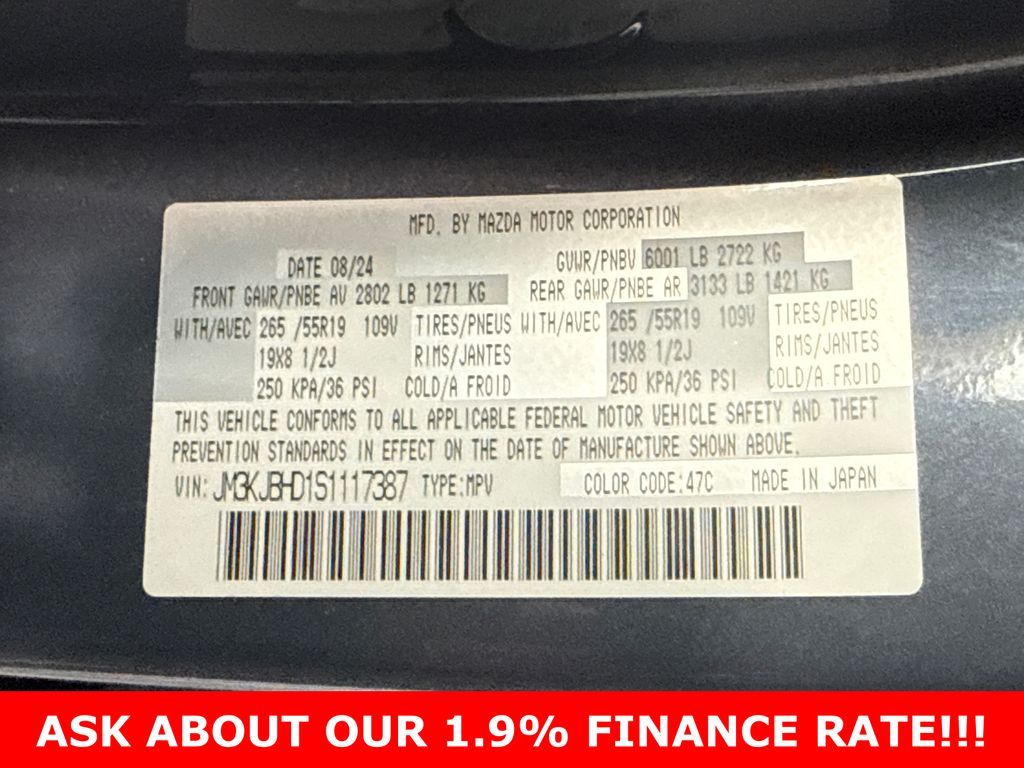 MFD. BY MAZDA MOTOR CORPORATION
DATE 08/24 GVWR/PNBV 6001 LB 2722 KG
FRONT GAWR/PNBE AV 2802 LB 1271 KG REAR GAWR/PNBE AR 3133 LB 1421 KG
WITH/AVEC 265 /55R19 109V TIRES/PNEUS WITH/AVEC 265 /55R19 109V TIRES/PNEUS
19X8 1/2J RIMS/JANTES 19X8 1/2J RIMS/JANTES
250 KPA/36 PSI COLD/A FROID 250 KPA/36 PSI COLD/A FROID
THIS VEHICLE CONFORMS TO ALL APPLICABLE FEDERAL MOTOR VEHICLE SAFETY AND THEFT
PREVENTION STANDARDS IN EFFECT ON THE DATE OF MANUFACTURE SHOWN ABOVE.
VIN: JM3KJBHD1S1117387 TYPE:MPV COLOR CODE:47C MADE IN JAPAN
ASK ABOUT OUR 1.9% FINANCE RATE!!!